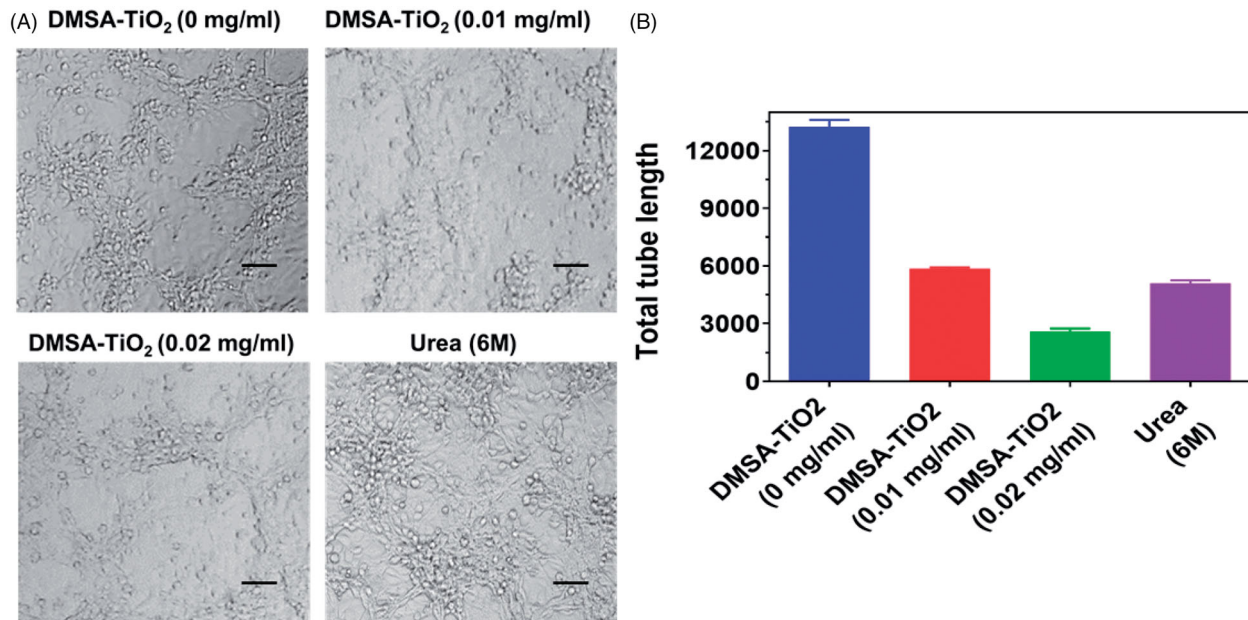 (A)
DMSA-TiO₂ (0 mg/ml)
DMSA-TiO₂ (0.01 mg/ml)
DMSA-TiO₂ (0.02 mg/ml)
Urea (6M)
(B)
Total tube length
12000
9000
6000
3000
0
DMSA-TiO2
(0 mg/ml)
DMSA-TiO2
(0.01 mg/ml)
DMSA-TiO2
(0.02 mg/ml)
Urea
(6M)